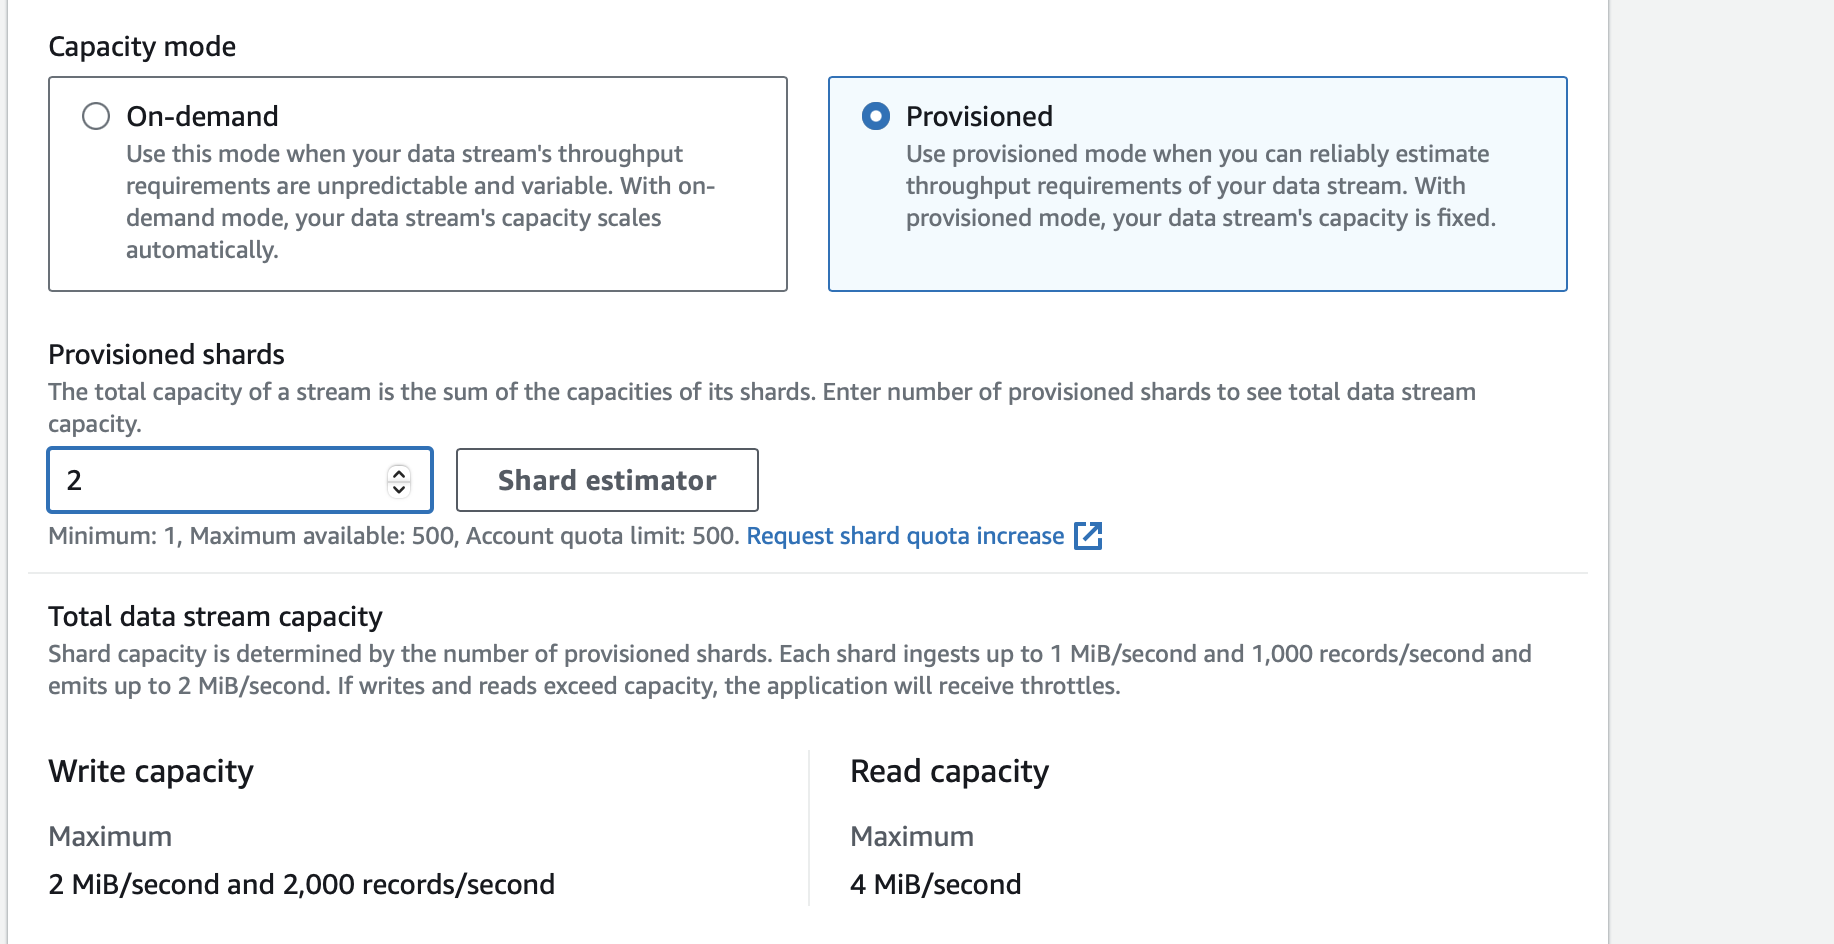 Capacity mode
On-demand
Use this mode when your data stream's throughput
requirements are unpredictable and variable. With on-
demand mode, your data stream's capacity scales
automatically.
Provisioned
Use provisioned mode when you can reliably estimate
throughput requirements of your data stream. With
provisioned mode, your data stream's capacity is fixed.
Provisioned shards
The total capacity of a stream is the sum of the capacities of its shards. Enter number of provisioned shards to see total data stream
capacity.
2
Shard estimator
Minimum: 1, Maximum available: 500, Account quota limit: 500. Request shard quota increase
Total data stream capacity
Shard capacity is determined by the number of provisioned shards. Each shard ingests up to 1 MiB/second and 1,000 records/second and
emits up to 2 MiB/second. If writes and reads exceed capacity, the application will receive throttles.
Write capacity
Maximum
2 MiB/second and 2,000 records/second
Read capacity
Maximum
4 MiB/second